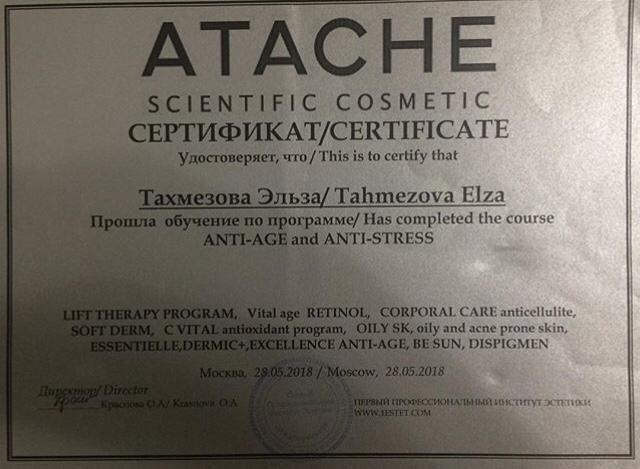 ATACHE
SCIENTIFIC COSMETIC
СЕРТИФИКАТ/CERTIFICATE
Удостоверяет, что / This is to certify that
Тахмезова Эльза/ Tahmezova Elza
Прошла обучение по программе/ Has completed the course
ANTI-AGE and ANTI-STRESS
LIFT THERAPY PROGRAM, Vital age RETINOL, CORPORAL CARE anticellulite,
SOFT DERM, C VITAL antioxidant program, OILY SK, oily and acne prone skin,
ESSENTIELLE,DERMIC+,EXCELLENCE ANTI-AGE, BE SUN, DISPIGMEN
Москва, 28.05.2018 / Moscow, 28.05.2018
Директор/ Director
Краснова О.А/ Krasnova O.A
ПЕРВЫЙ ПРОФЕССИОНАЛЬНЫЙ ИНСТИТУТ ЭСТЕТИКИ
WWW.1ESTET.COM